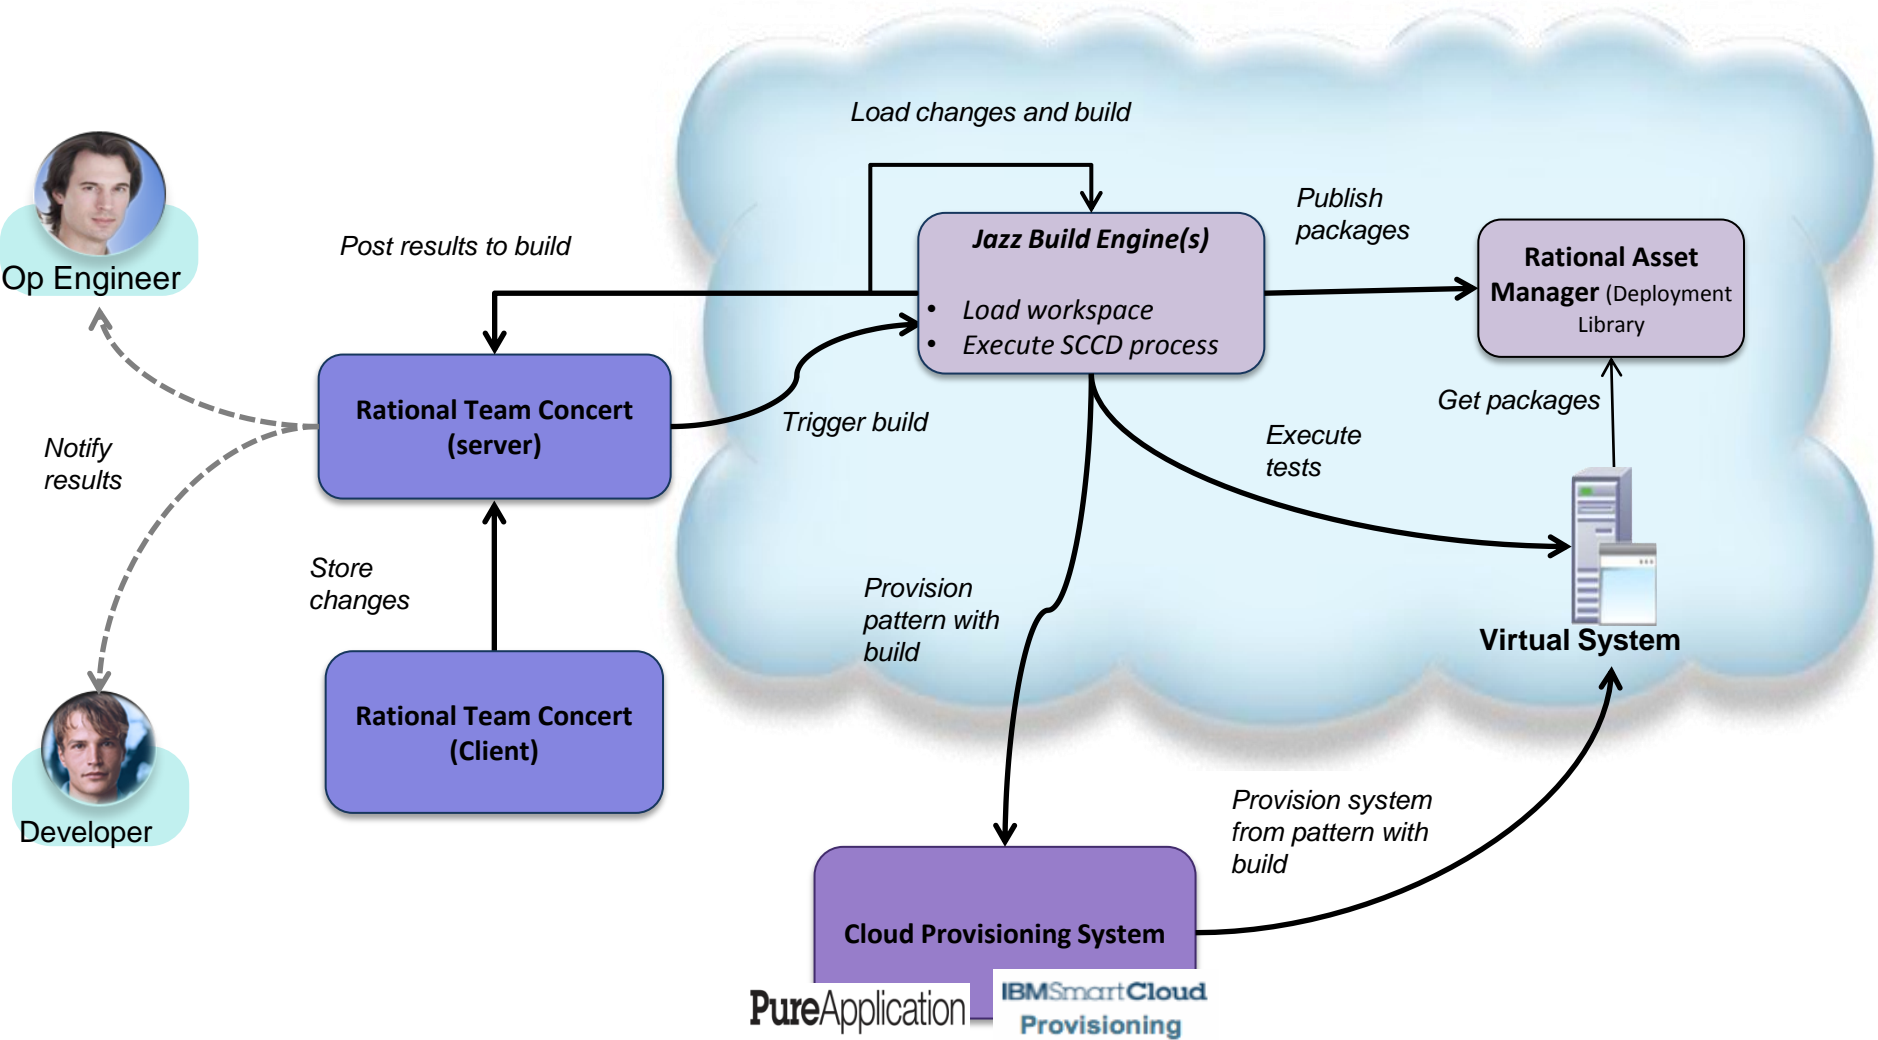 Load changes and build
Op Engineer
Post results to build
Jazz Build Engine(s)
• Load workspace
• Execute SCCD process
Publish
packages
Rational Asset
Manager (Deployment
Library
Rational Team Concert
(server)
Trigger build
Get packages
Execute
tests
Notify
results
Store
changes
Provision
pattern with
build
Virtual System
Rational Team Concert
(Client)
Developer
Provision system
from pattern with
build
Cloud Provisioning System
PureApplication
IBMSmartCloud
Provisioning